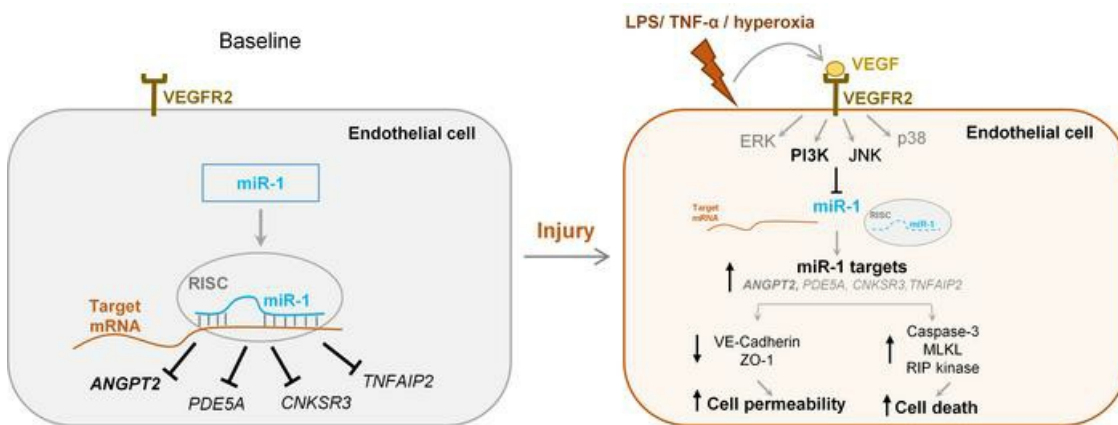 Baseline
VEGFR2
Endothelial cell
miR-1
RISC
miR-1
Target
mRNA
ANGPT2
PDE5A
CNKSR3
TNFAIP2
Injury
LPS/ TNF-α / hyperoxia
VEGF
VEGFR2
Endothelial cell
ERK
PI3K
JNK
p38
Target
mRNA
miR-1
RISC
miR-1
miR-1 targets
ANGPT2, PDE5A, CNKSR3,TNFAIP2
VE-Cadherin
ZO-1
Caspase-3
MLKL
RIP kinase
Cell permeability
Cell death